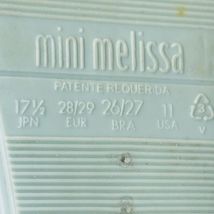 mini melissa
PATENTE REQUERIDA
17½ 28/29 26/27 11 3
JPN EUR BRA USA V